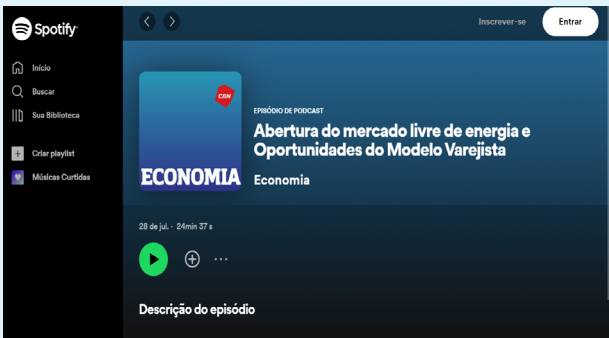 Spotify
Início
Buscar
Sua Biblioteca
Criar playlist
Músicas Curtidas
Inscrever-se
Entrar
CBN
ECONOMIA
EPISÓDIO DE PODCAST
Abertura do mercado livre de energia e
Oportunidades do Modelo Varejista
Economia
28 de jul. · 24min 37 s
Descrição do episódio